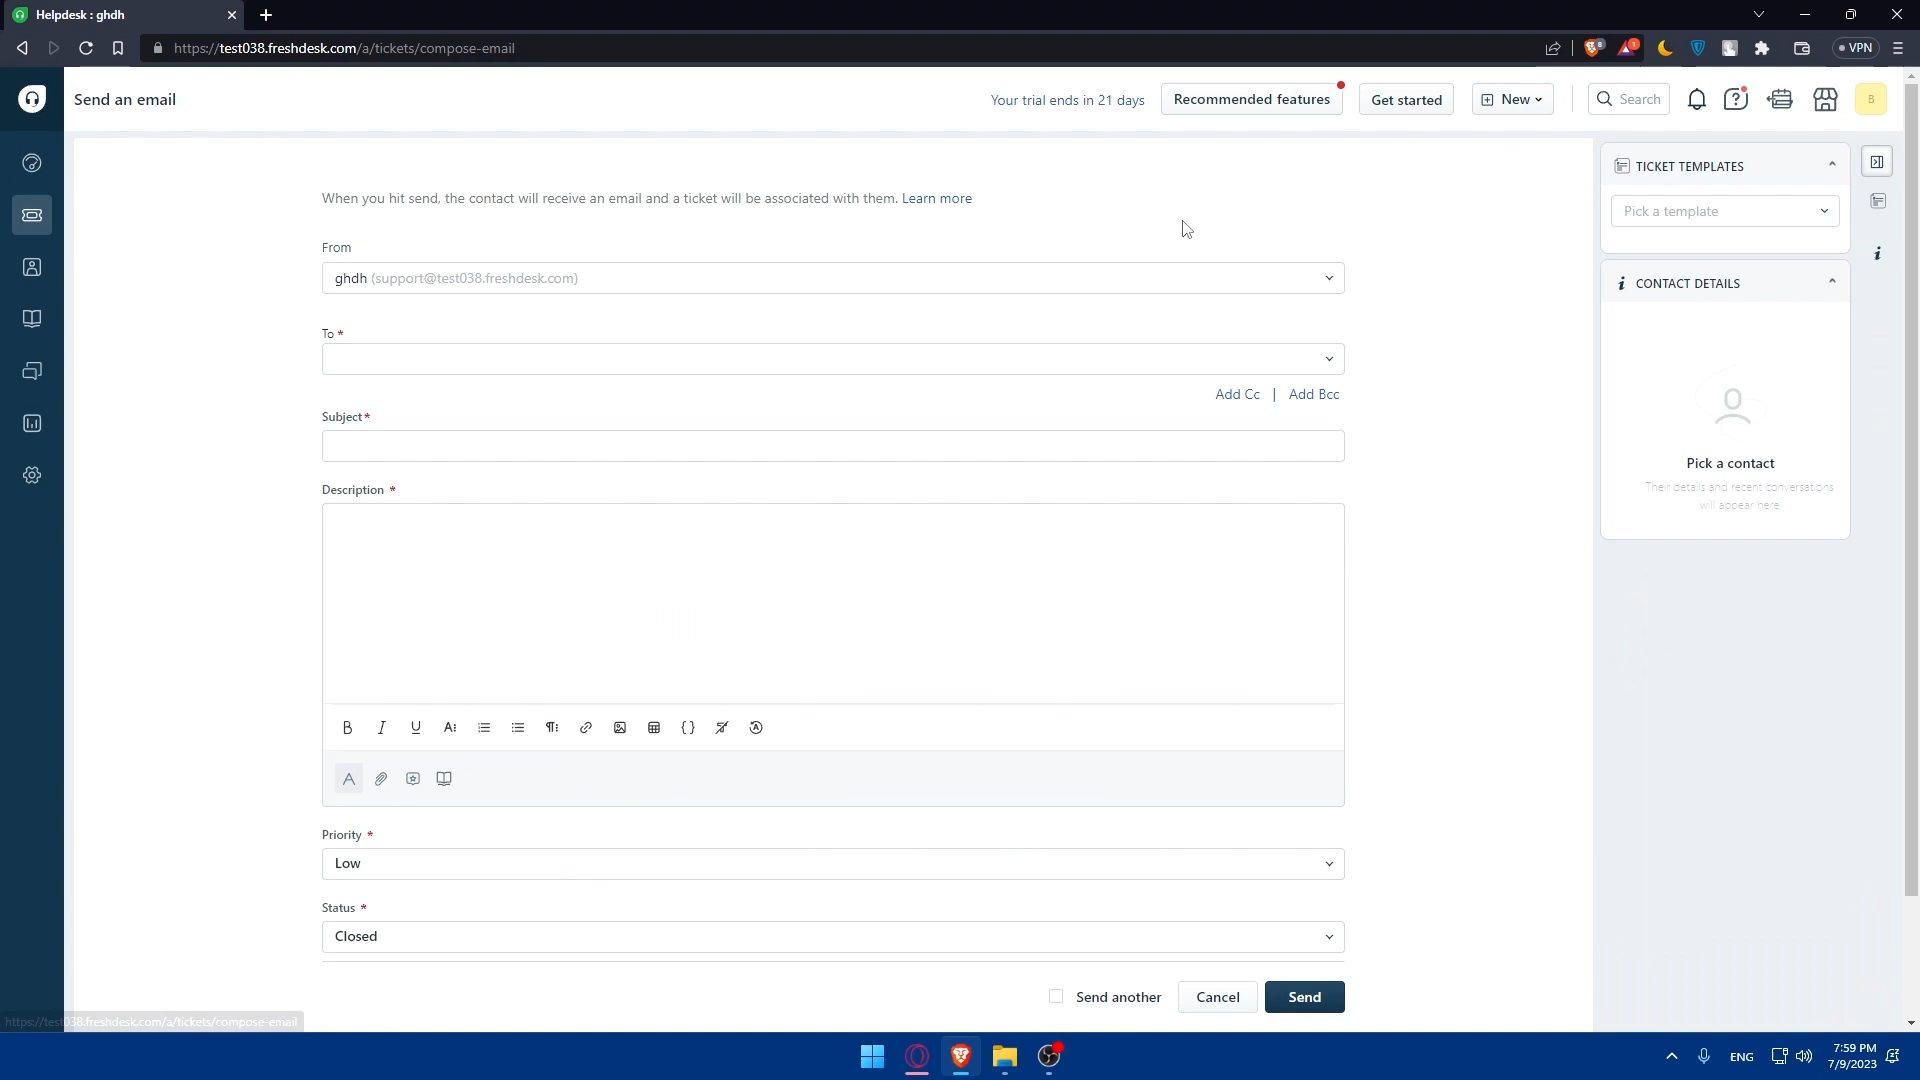 Helpdesk : ghdh
https://test038.freshdesk.com/a/tickets/compose-email
8
1
VPN
Send an email
Your trial ends in 21 days
Recommended features
Get started
New
Search
B
When you hit send, the contact will receive an email and a ticket will be associated with them. Learn more
From
ghdh (support@test038.freshdesk.com)
To *
Add Cc | Add Bcc
Subject *
Description *
Priority *
Low
Status *
Closed
Send another
Cancel
Send
TICKET TEMPLATES
Pick a template
CONTACT DETAILS
Pick a contact
Their details and recent conversations
will appear here
https://test038.freshdesk.com/a/tickets/compose-email
ENG
7:59 PM
7/9/2023